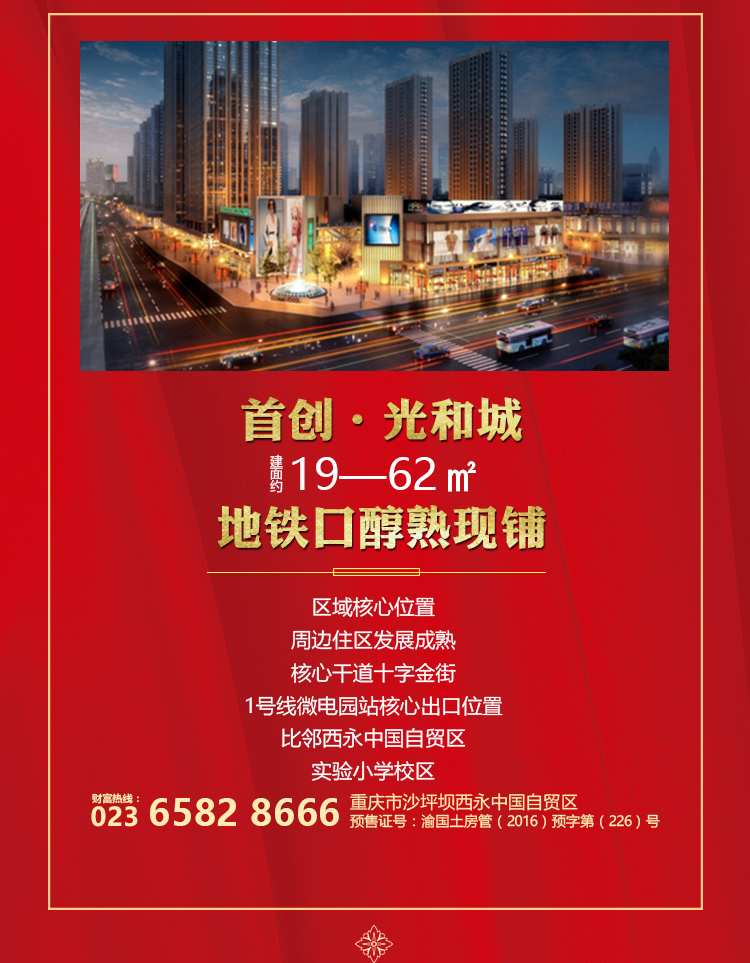 首创·光和城
建面约 19—62㎡
地铁口醇熟现铺
区域核心位置
周边住区发展成熟
核心干道十字金街
1号线微电园站核心出口位置
比邻西永中国自贸区
实验小学校区
财富热线：
023 6582 8666
重庆市沙坪坝西永中国自贸区
预售证号：渝国土房管（2016）预字第（226）号